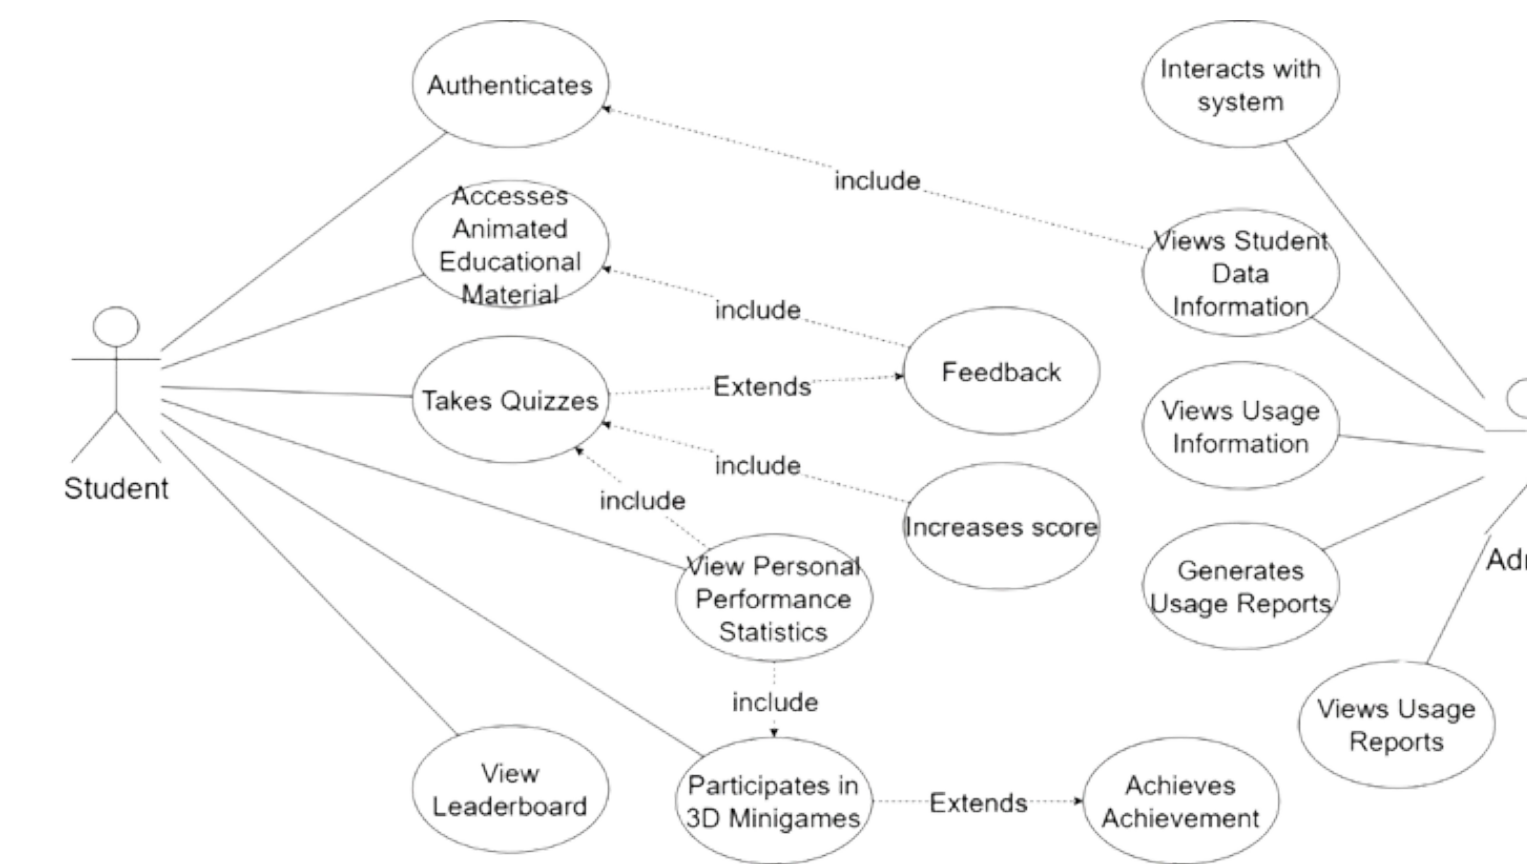 Authenticates
Interacts with
system
include
Accesses
Animated
Educational
Material
Views Student
Data
Information
include
Feedback
Takes Quizzes
Extends
Views Usage
Information
include
include
Student
Increases score
View Personal
Performance
Statistics
Generates
Usage Reports
include
Views Usage
Reports
View
Leaderboard
Participates in
3D Minigames
Extends
Achieves
Achievement